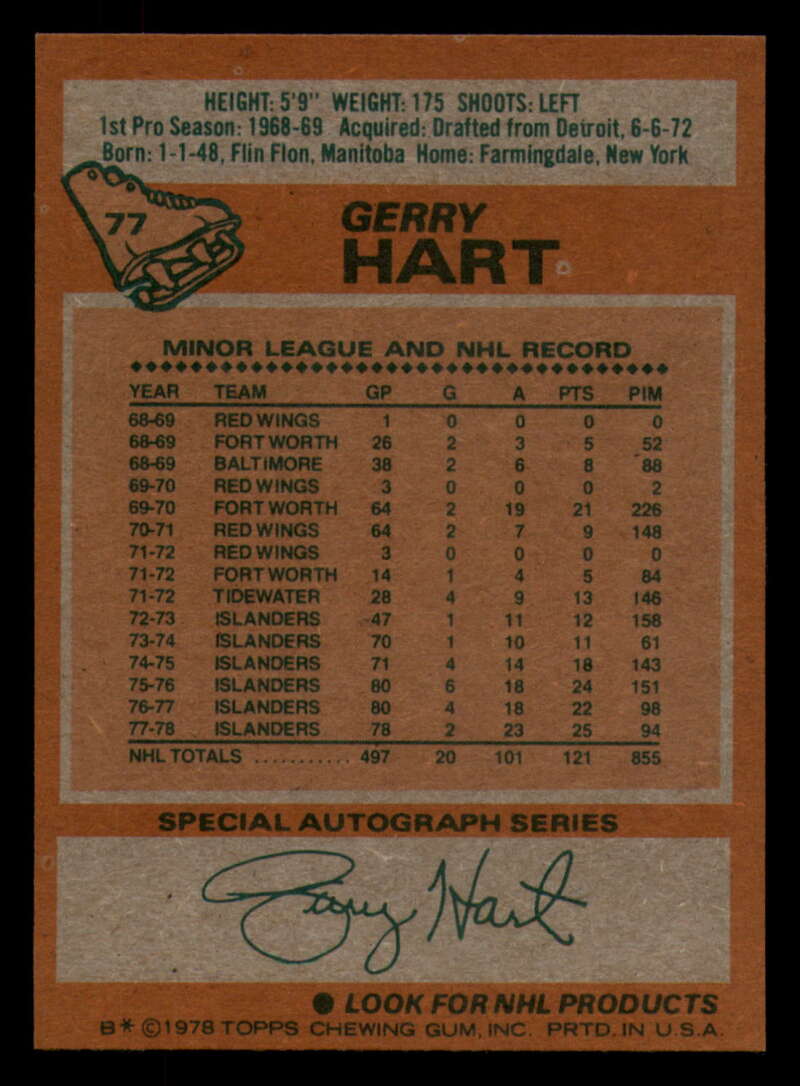 HEIGHT: 5'9" WEIGHT: 175 SHOOTS: LEFT
1st Pro Season: 1968-69 Acquired: Drafted from Detroit, 6-6-72
Born: 1-1-48, Flin Flon, Manitoba Home: Farmingdale, New York
77
GERRY
HART
MINOR LEAGUE AND NHL RECORD
YEAR TEAM GP G A PTS PIM
68-69 RED WINGS 1 0 0 0 0
68-69 FORT WORTH 26 2 3 5 52
68-69 BALTIMORE 38 2 6 8 88
69-70 RED WINGS 3 0 0 0 2
69-70 FORT WORTH 64 2 19 21 226
70-71 RED WINGS 64 2 7 9 148
71-72 RED WINGS 3 0 0 0 0
71-72 FORT WORTH 14 1 4 5 84
71-72 TIDEWATER 28 4 9 13 146
72-73 ISLANDERS 47 1 11 12 158
73-74 ISLANDERS 70 1 10 11 61
74-75 ISLANDERS 71 4 14 18 143
75-76 ISLANDERS 80 6 18 24 151
76-77 ISLANDERS 80 4 18 22 98
77-78 ISLANDERS 78 2 23 25 94
NHL TOTALS ........... 497 20 101 121 855
SPECIAL AUTOGRAPH SERIES
Gerry Hart
● LOOK FOR NHL PRODUCTS
B* ©1978 TOPPS CHEWING GUM, INC. PRTD. IN U.S.A.